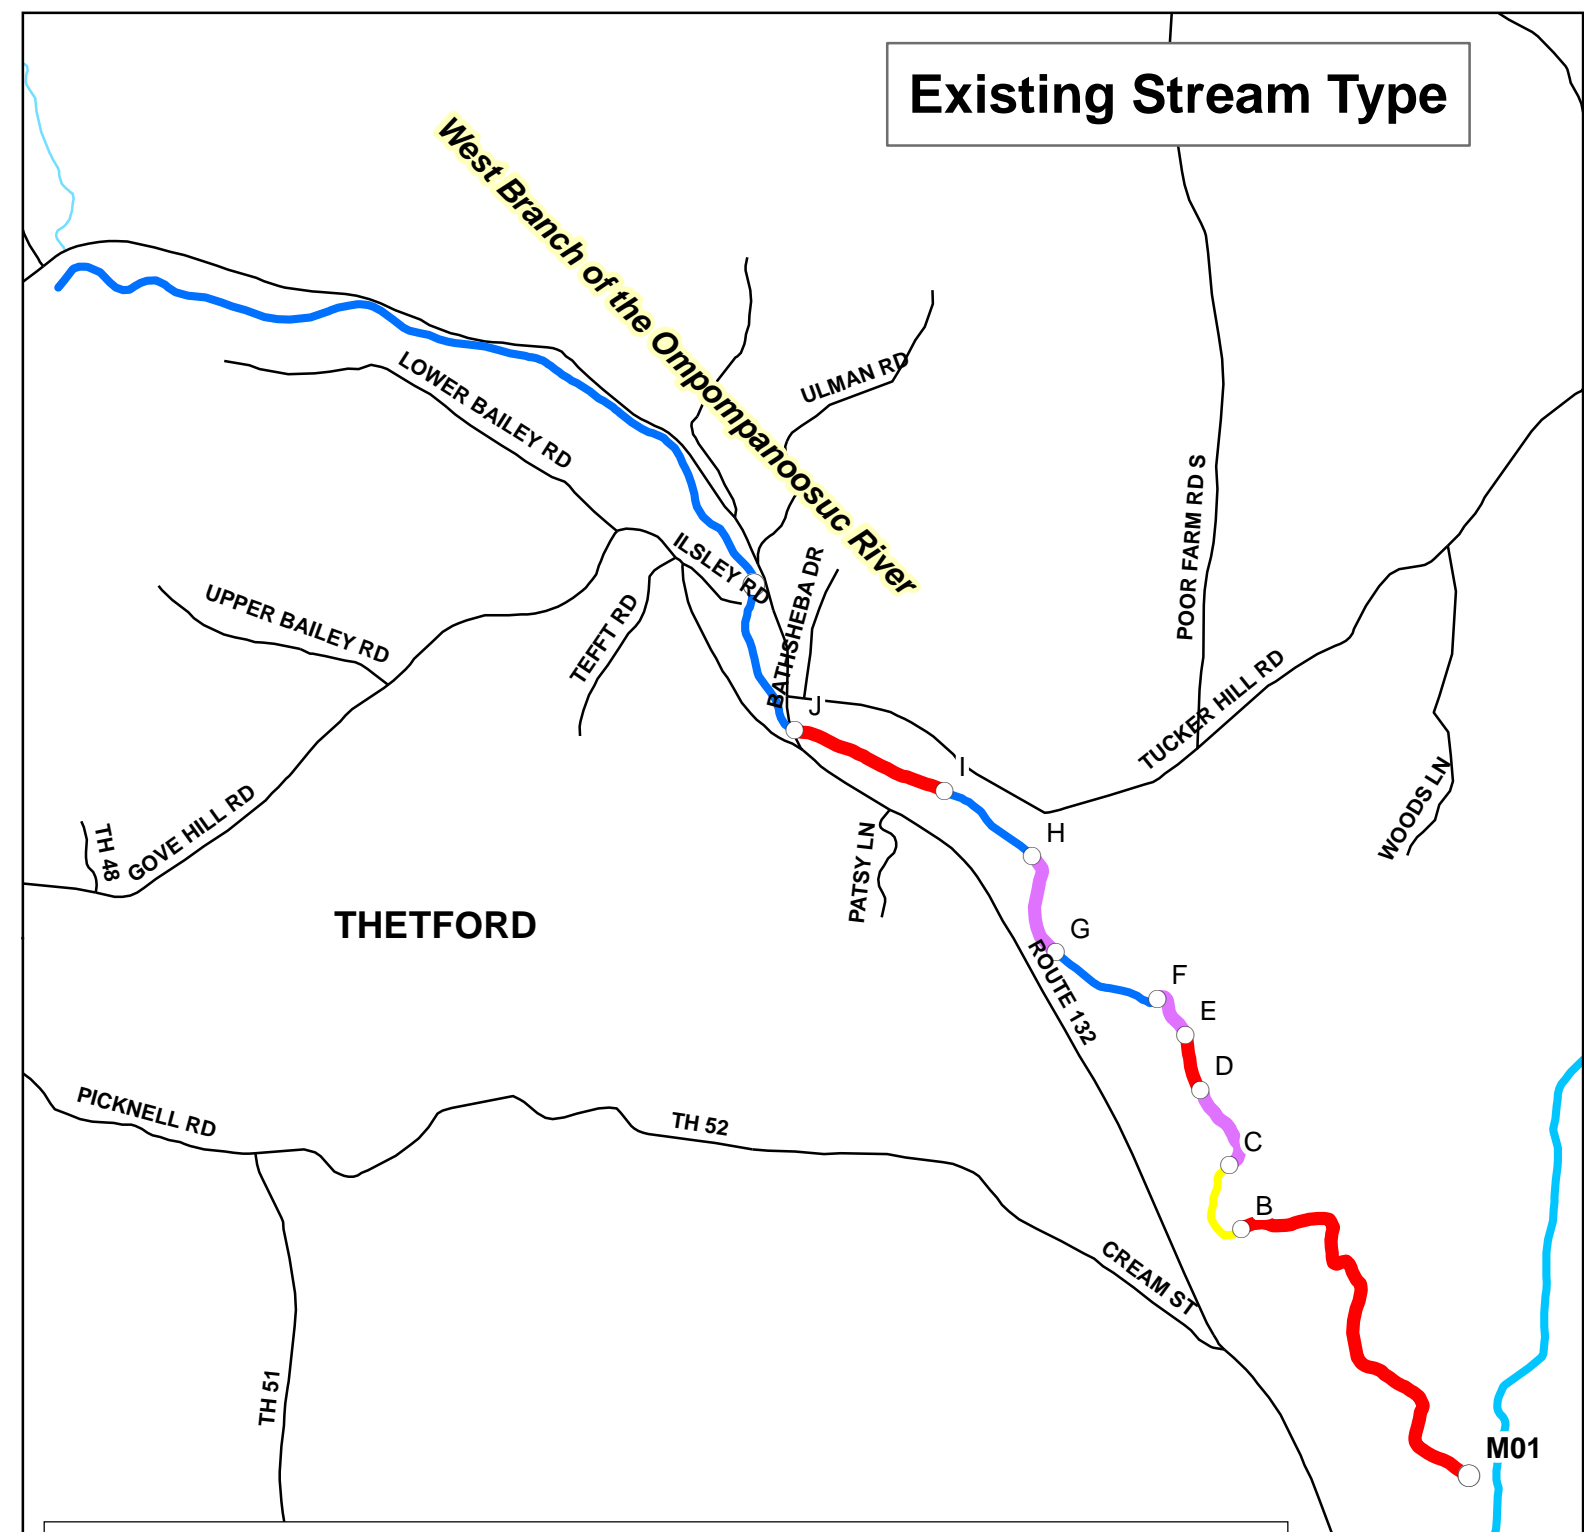 Existing Stream Type
West Branch of the Ompompanoosuc River
ULMAN RD
LOWER BAILEY RD
POOR FARM RD S
ILSLEY RD
BATHSHEBA DR
UPPER BAILEY RD
TEFFT RD
TUCKER HILL RD
J
I
WOODS LN
GOVE HILL RD
TH 48
PATSY LN
H
THETFORD
G
ROUTE 132
F
E
D
PICKNELL RD
TH 52
C
B
CREAM ST
TH 51
M01